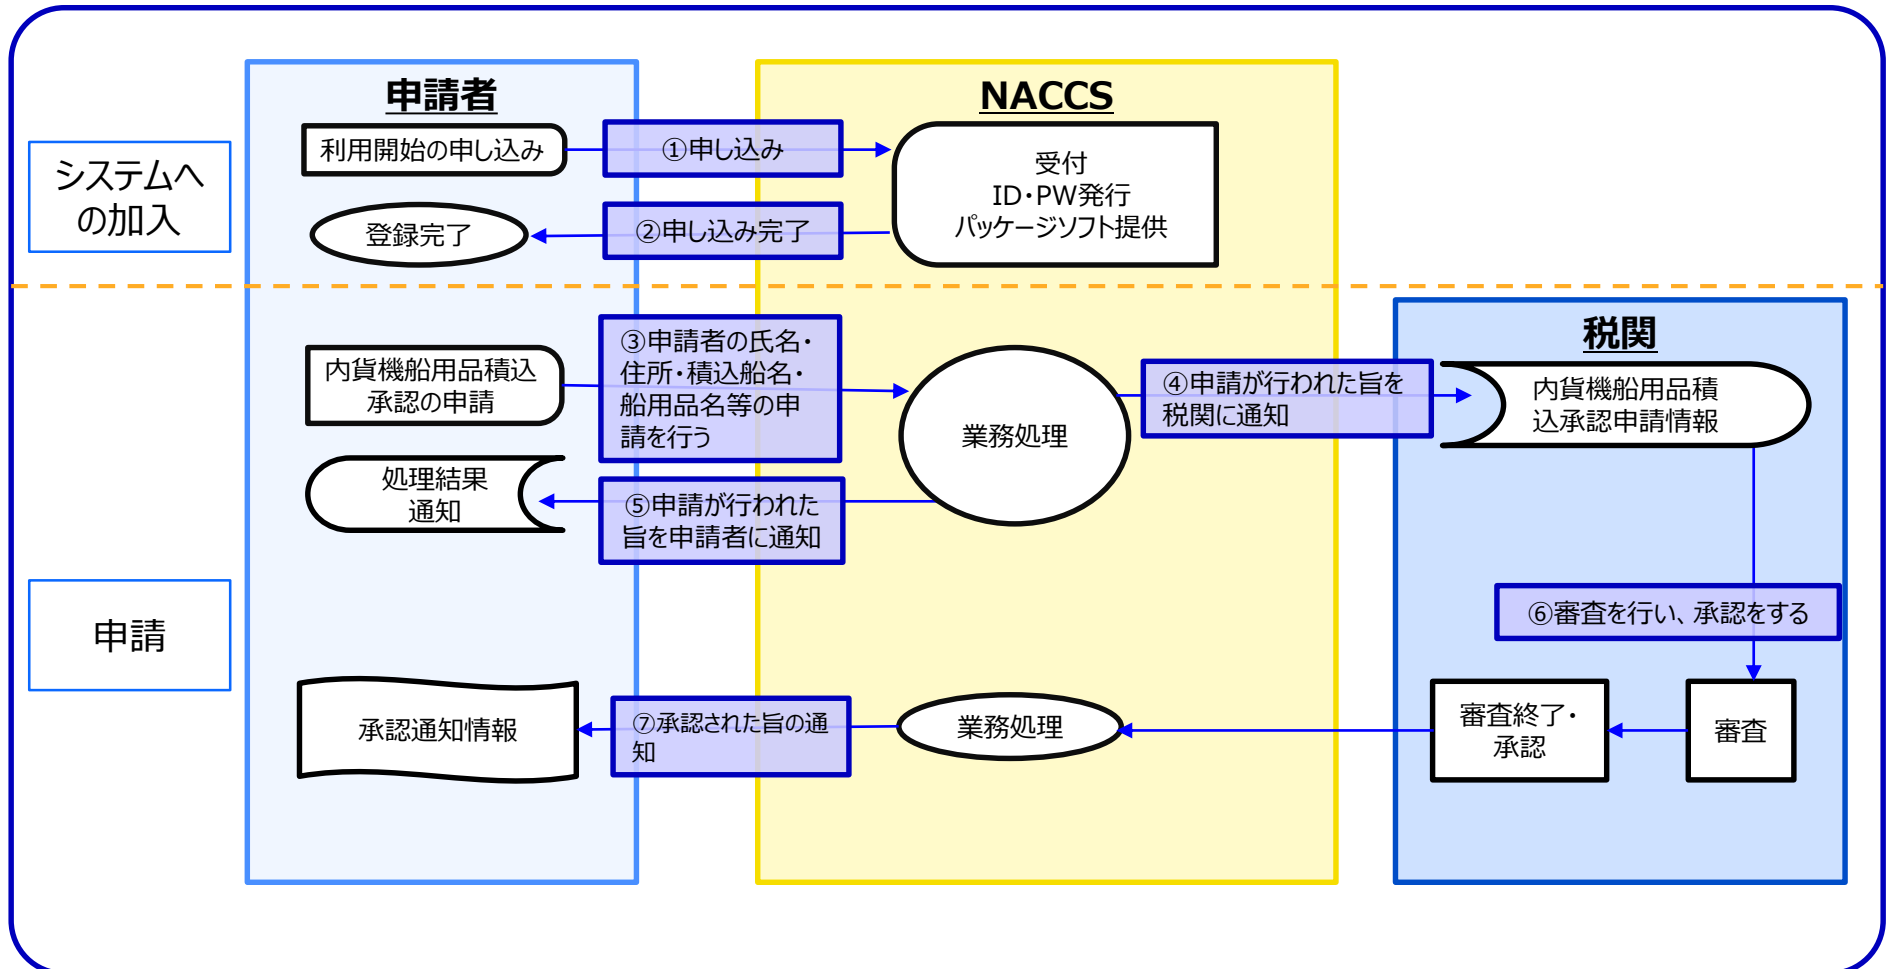 申請者
NACCS
システムへ
の加入
利用開始の申し込み
①申し込み
受付
ID・PW発行
パッケージソフト提供
登録完了
②申し込み完了
税関
内貨機船用品積込
承認の申請
③申請者の氏名・
住所・積込船名・
船用品名等の申
請を行う
業務処理
④申請が行われた旨を
税関に通知
内貨機船用品積
込承認申請情報
処理結果
通知
⑤申請が行われた
旨を申請者に通知
申請
⑥審査を行い、承認をする
承認通知情報
⑦承認された旨の通
知
業務処理
審査終了・
承認
審査